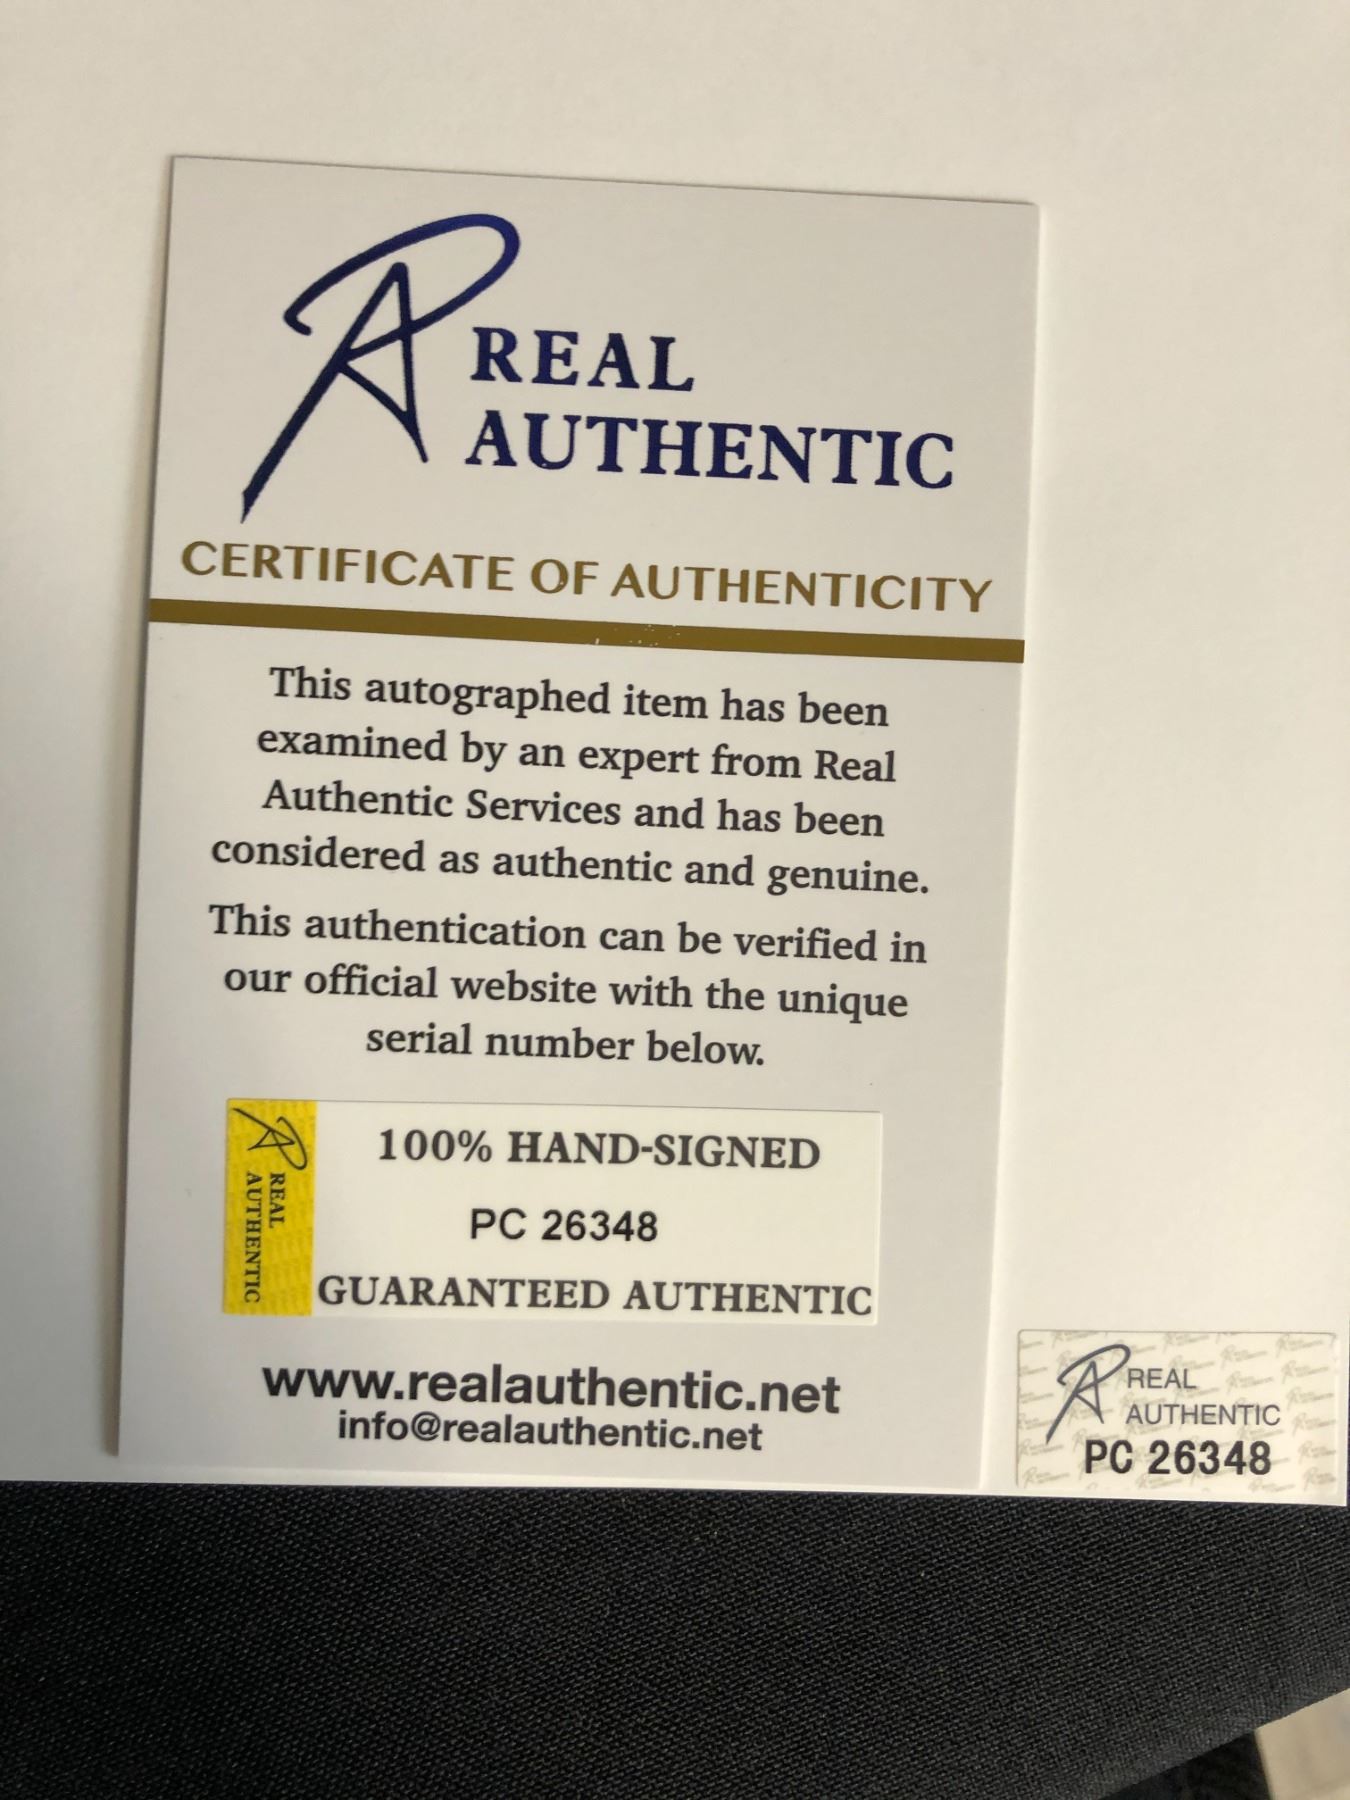 REAL
AUTHENTIC
CERTIFICATE OF AUTHENTICITY
This autographed item has been
examined by an expert from Real
Authentic Services and has been
considered as authentic and genuine.
This authentication can be verified in
our official website with the unique
serial number below.
REAL
AUTHENTIC
100% HAND-SIGNED
PC 26348
GUARANTEED AUTHENTIC
www.realauthentic.net
info@realauthentic.net
REAL
AUTHENTIC
PC 26348